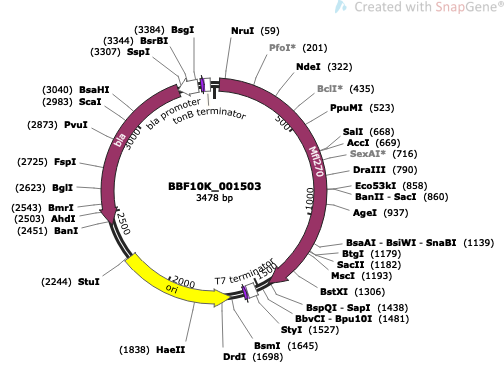 Created with SnapGene®
(3384) BsgI
(3344) BsrBI
(3307) SspI
NruI (59)
PfoI* (201)
NdeI (322)
BclI* (435)
PpuMI (523)
SalI (668)
AccI (669)
SexAI* (716)
DraIII (790)
Eco53kI (858)
BanII - SacI (860)
AgeI (937)
BsaAI - BsiWI - SnaBI (1139)
BtgI (1179)
SacII (1182)
MscI (1193)
BstXI (1306)
BspQI - SapI (1438)
BbvCI - Bpu10I (1481)
StyI (1527)
BsmI (1645)
DrdI (1698)
(1838) HaeII
(2244) StuI
(2451) BanI
(2503) AhdI
(2543) BmrI
(2623) BglI
(2725) FspI
(2873) PvuI
(2983) ScaI
(3040) BsaHI
bla promoter
tonB terminator
bla
Mfl270
T7 terminator
ori
500
1000
1500
2000
2500
3000
BBF10K_001503
3478 bp